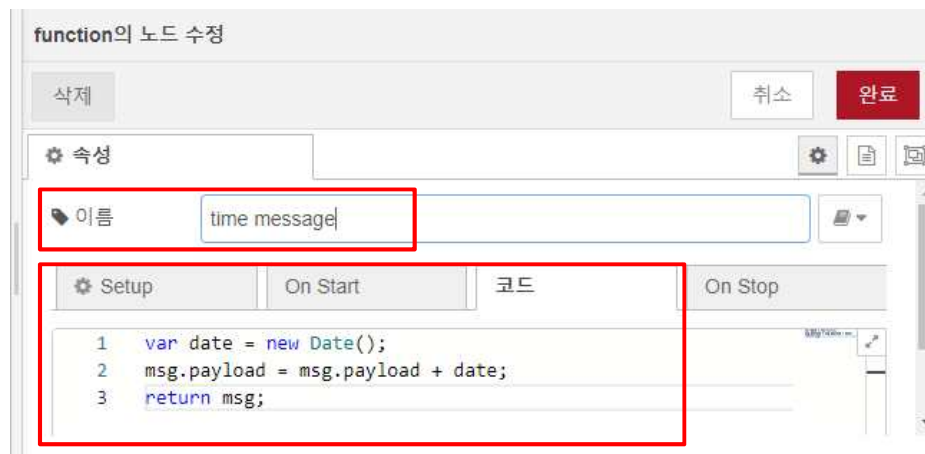 function의 노드 수정
삭제 취소 완료
속성
이름 time message
Setup On Start 코드 On Stop
1 var date = new Date();
2 msg.payload = msg.payload + date;
3 return msg;